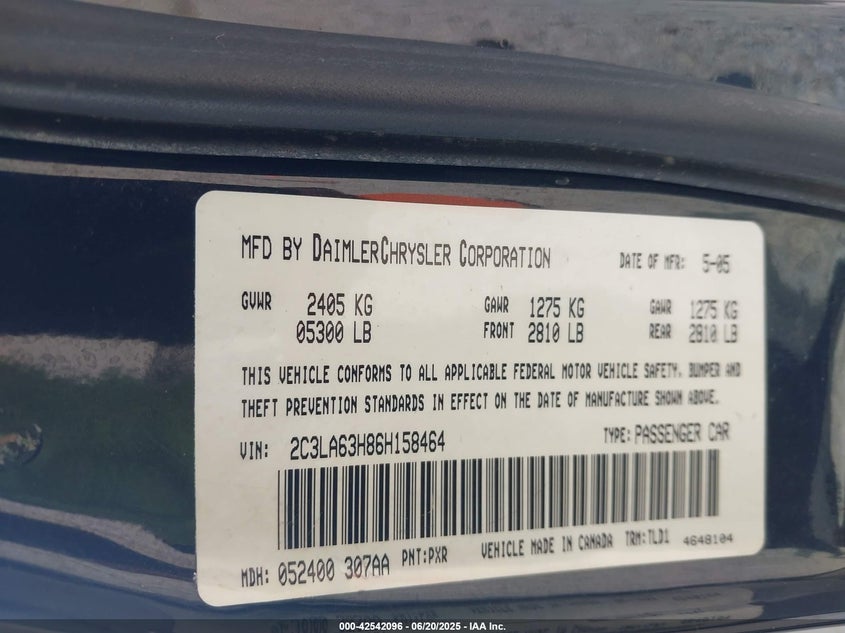 MFD BY DAIMLERCHRYSLER CORPORATION DATE OF MFR: 5-05
GVWR 2405 KG GAWR 1275 KG GAWR 1275 KG
05300 LB FRONT 2810 LB REAR 2810 LB
THIS VEHICLE CONFORMS TO ALL APPLICABLE FEDERAL MOTOR VEHICLE SAFETY, BUMPER AND
THEFT PREVENTION STANDARDS IN EFFECT ON THE DATE OF MANUFACTURE SHOWN ABOVE.
VIN: 2C3LA63H86H158464 TYPE: PASSENGER CAR
MDH: 052400 307AA PNT:PXR VEHICLE MADE IN CANADA TRM:TLD1 4648104
000-42542096 - 06/20/2025 - IAA Inc.